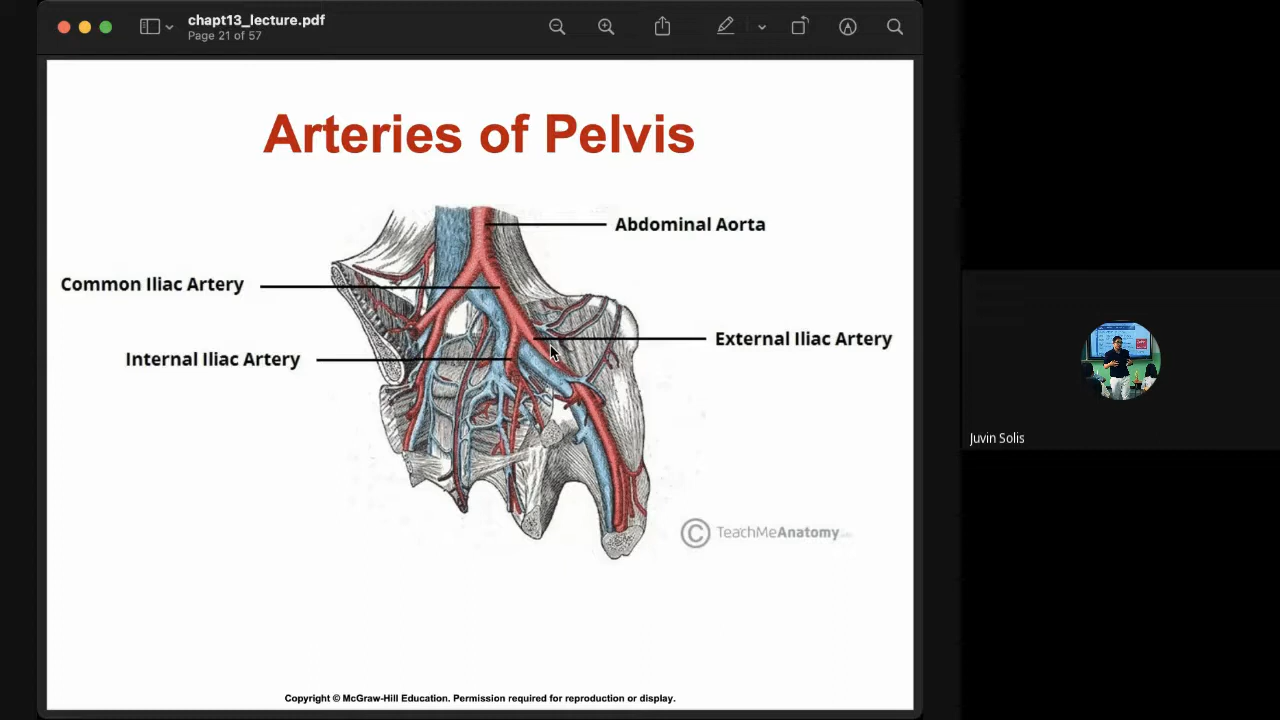 chapt13_lecture.pdf
Page 21 of 57
Arteries of Pelvis
Abdominal Aorta
Common Iliac Artery
External Iliac Artery
Internal Iliac Artery
© TeachMeAnatomy
Juvin Solis
Copyright © McGraw-Hill Education. Permission required for reproduction or display.